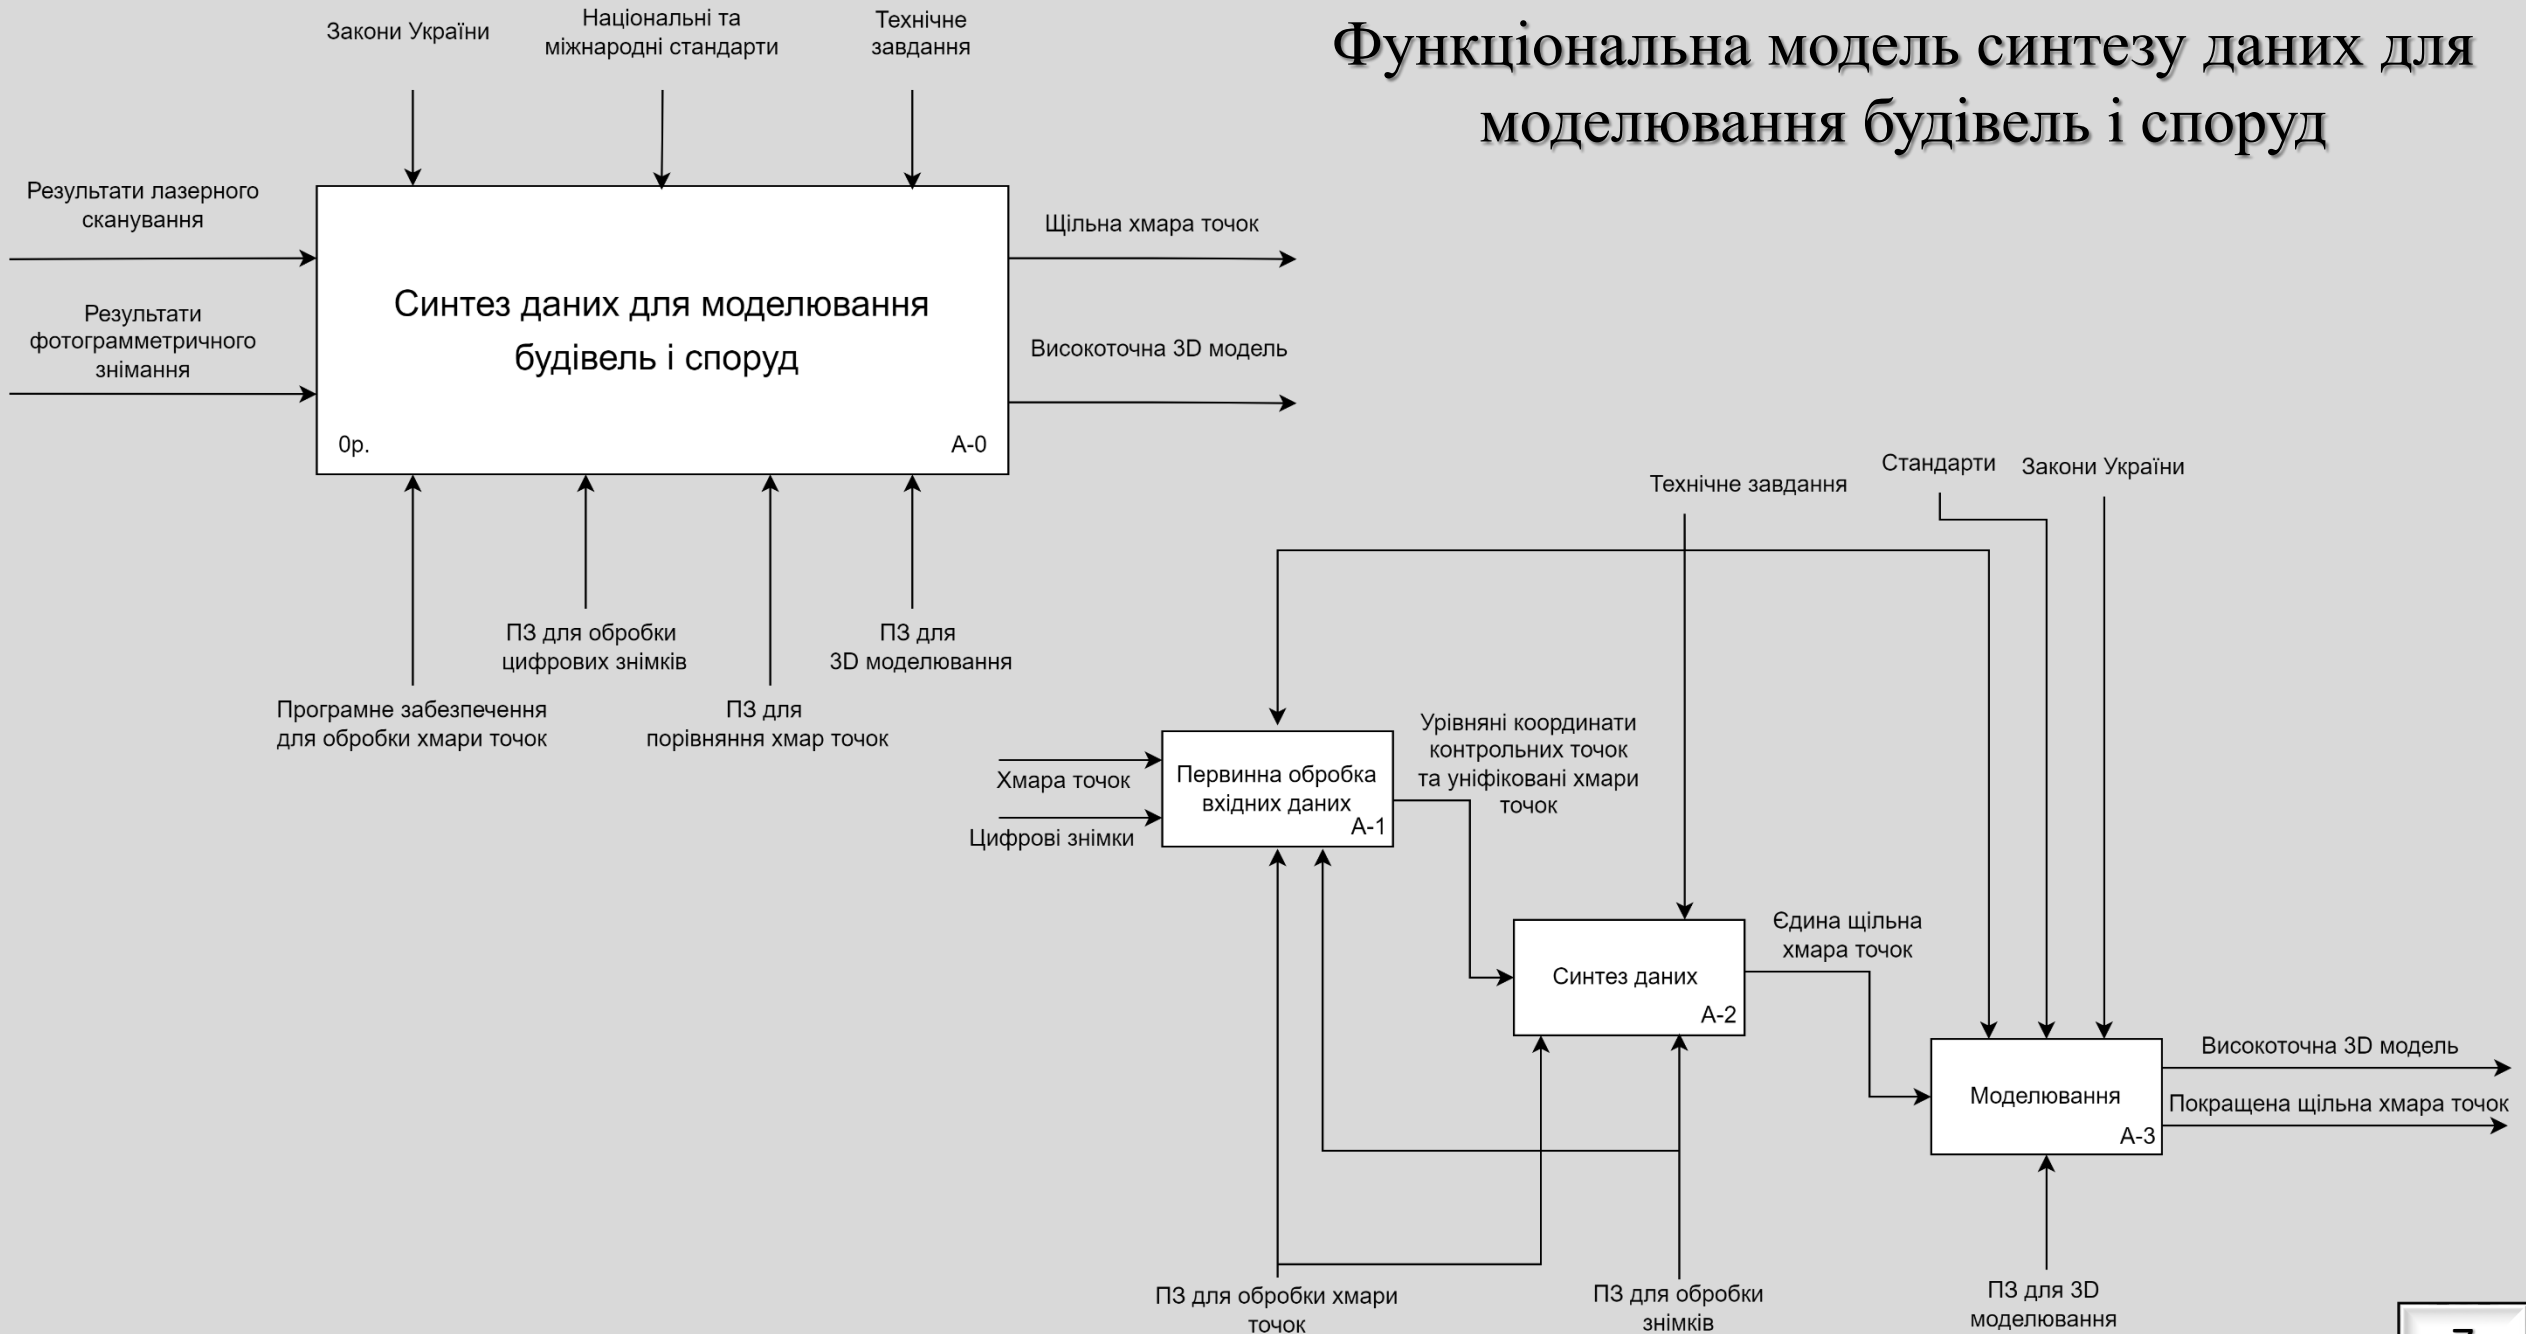 Функціональна модель синтезу даних для
моделювання будівель і споруд
Закони України
Національні та
міжнародні стандарти
Технічне
завдання
Результати лазерного
сканування
Результати
фотограмметричного
знімання
Синтез даних для моделювання
будівель і споруд
0р.
А-0
Щільна хмара точок
Високоточна 3D модель
ПЗ для обробки
цифрових знімків
ПЗ для
3D моделювання
Програмне забезпечення
для обробки хмари точок
ПЗ для
порівняння хмар точок
Технічне завдання
Стандарти
Закони України
Хмара точок
Цифрові знімки
Первинна обробка
вхідних даних
А-1
Урівняні координати
контрольних точок
та уніфіковані хмари
точок
Синтез даних
А-2
Єдина щільна
хмара точок
Моделювання
А-3
Високоточна 3D модель
Покращена щільна хмара точок
ПЗ для обробки хмари
точок
ПЗ для обробки
знімків
ПЗ для 3D
моделювання